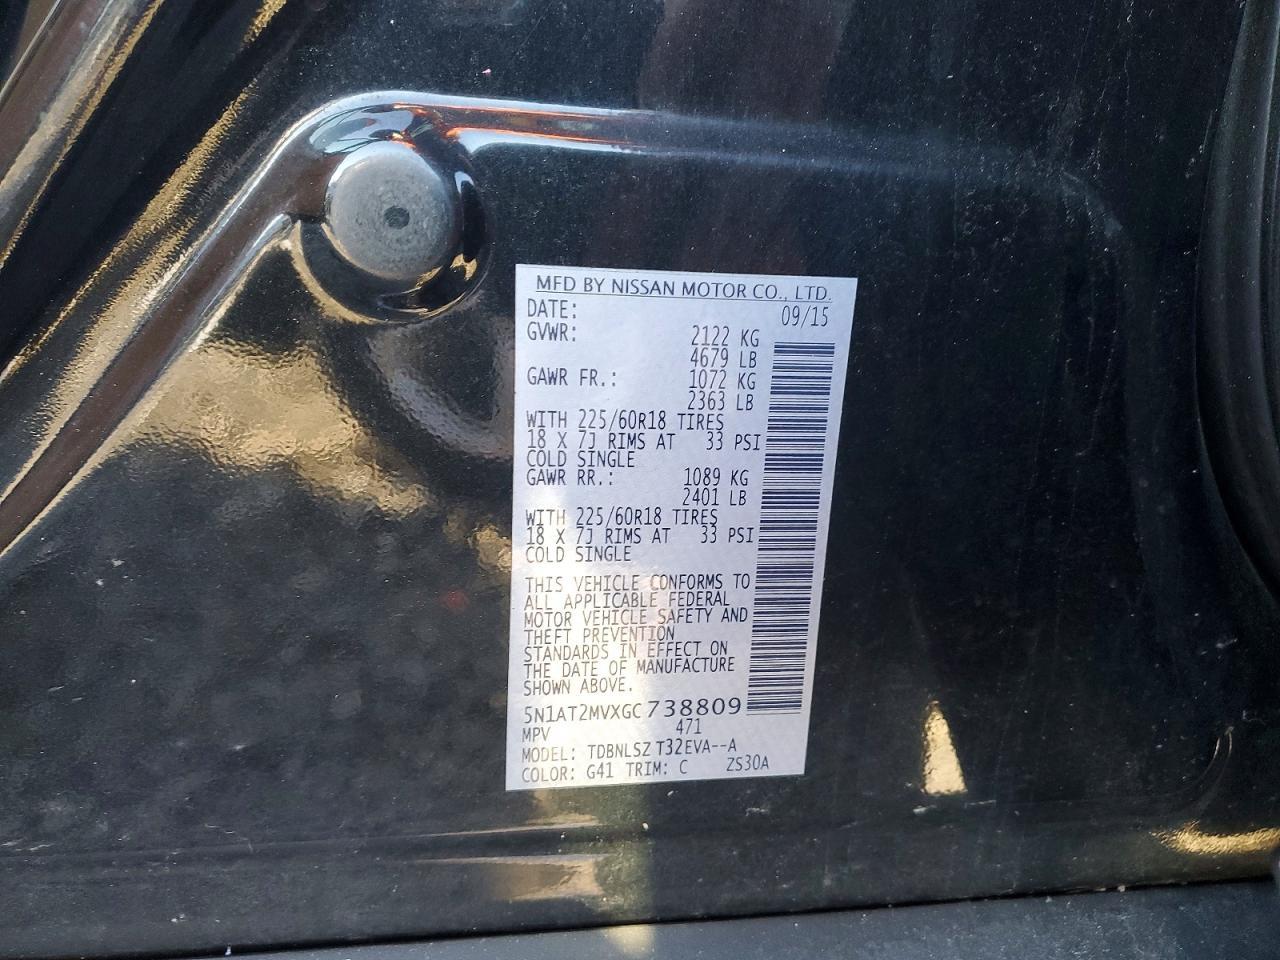 MFD BY NISSAN MOTOR CO., LTD.
DATE: 09/15
GVWR: 2122 KG
4679 LB
GAWR FR.: 1072 KG
2363 LB
WITH 225/60R18 TIRES
18 X 7J RIMS AT 33 PSI
COLD SINGLE
GAWR RR.: 1089 KG
2401 LB
WITH 225/60R18 TIRES
18 X 7J RIMS AT 33 PSI
COLD SINGLE
THIS VEHICLE CONFORMS TO
ALL APPLICABLE FEDERAL
MOTOR VEHICLE SAFETY AND
THEFT PREVENTION
STANDARDS IN EFFECT ON
THE DATE OF MANUFACTURE
SHOWN ABOVE.
5N1AT2MVXGC738809
MPV 471
MODEL: TDBNLSZ T32EVA--A
COLOR: G41 TRIM: C ZS30A